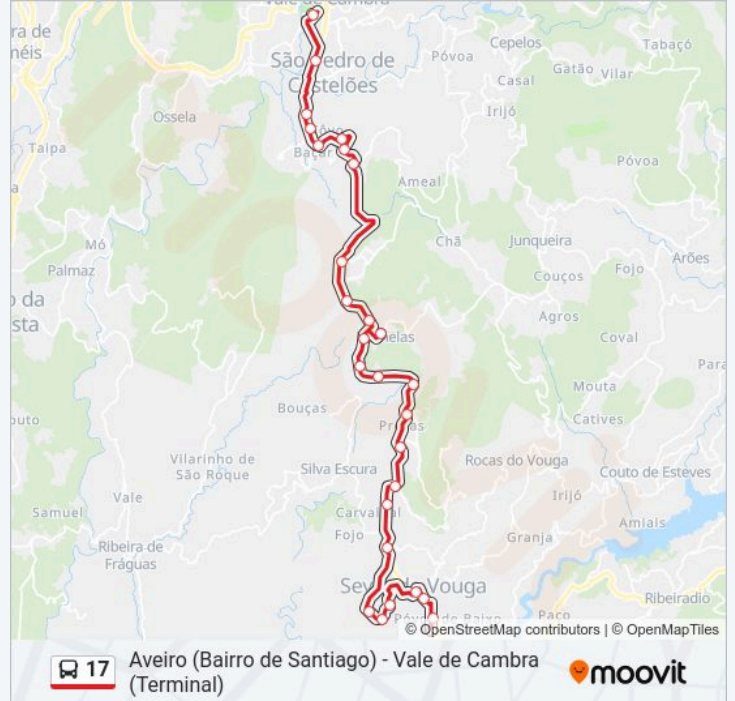 Vale de Cambra
ra de
néis
São Pedro de
Castelões
Cepelos
Tabaçó
Póvoa
Gatão
Vilar
Casal
Irijó
Ossela
Taipa
Póvoa
Ameal
Mó
Chã
Junqueira
Arões
Palmaz
Couços
Fojo
o da
sta
Agros
Coval
elas
Para
Mouta
Bouças
Catives
outo
Vilarinho de
São Roque
Silva Escura
Rocas do Vouga
Couto de Esteves
Vale
Irijó
Samuel
Carvalhal
Amiais
Fojo
Granja
Ribeira de
Fráguas
Sever do Vouga
Ribeiradio
Póvoa de Baixo
Paço
© OpenStreetMap contributors | © OpenMapTiles
17
Aveiro (Bairro de Santiago) - Vale de Cambra
(Terminal)
moovit